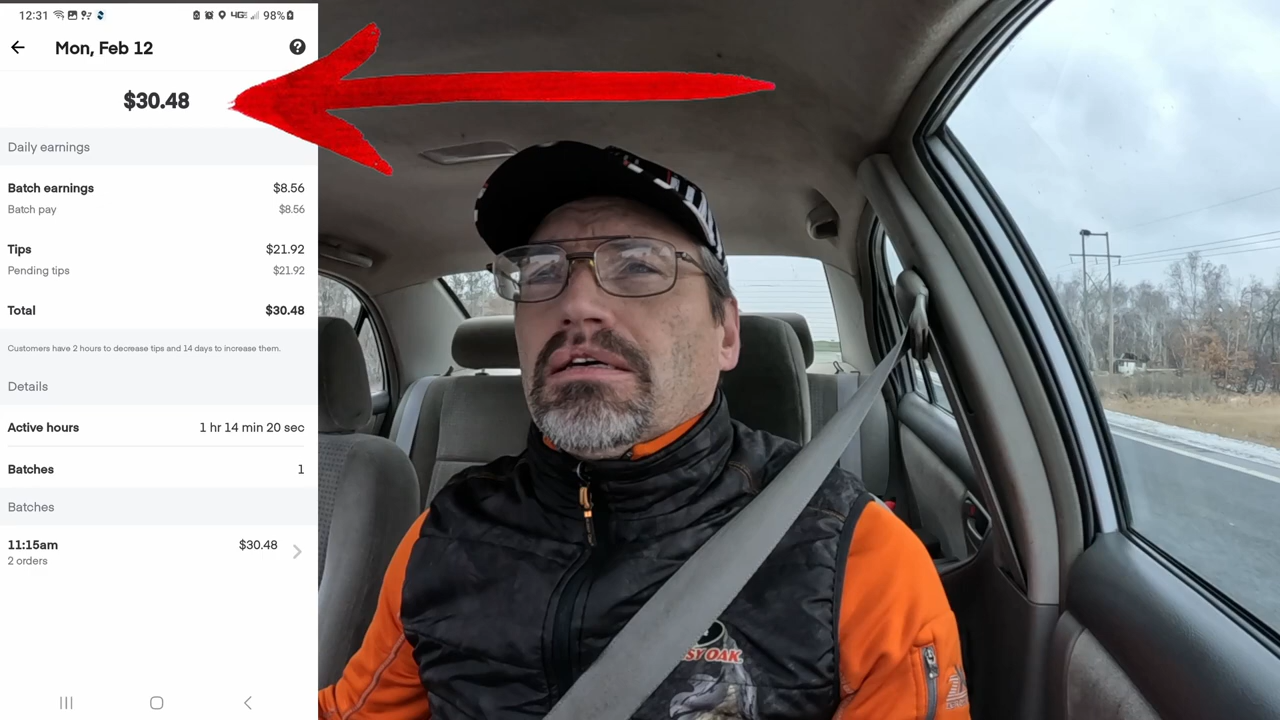 12:31
4G 98%
Mon, Feb 12
$30.48
Daily earnings
Batch earnings $8.56
Batch pay $8.56
Tips $21.92
Pending tips $21.92
Total $30.48
Customers have 2 hours to decrease tips and 14 days to increase them.
Details
Active hours 1 hr 14 min 20 sec
Batches 1
Batches
11:15am $30.48
2 orders
SY OAK